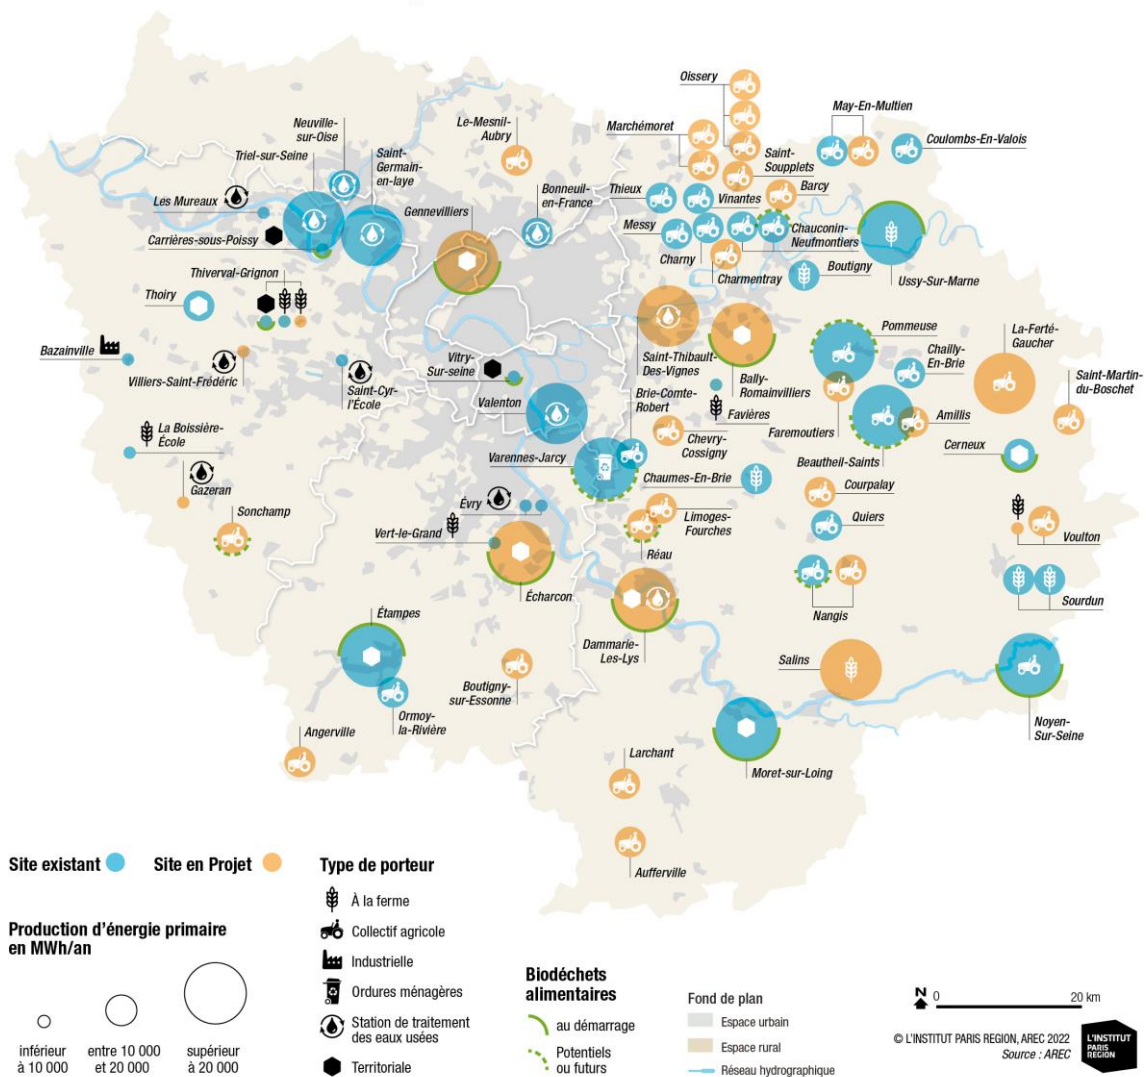 Oissery
May-En-Multien
Neuville-
sur-Oise
Le-Mesnil-
Aubry
Marchémoret
Coulombs-En-Valois
Triel-sur-Seine
Saint-
Germain-
en-laye
Saint-
Soupplets
Les Mureaux
Gennevilliers
Bonneuil-
en-France
Thieux
Vinantes
Barcy
Carrières-sous-Poissy
Messy
Chauconin-
Neufmontiers
Charny
Thiverval-Grignon
Charmentray
Boutigny
Ussy-Sur-Marne
Thoiry
Pommeuse
La-Ferté-
Gaucher
Bazainville
Villiers-Saint-Frédéric
Saint-Cyr-
l'École
Vitry-
Sur-seine
Saint-Thibault-
Des-Vignes
Bally-
Romainvilliers
Chailly-
En-Brie
Saint-Martin-
du-Boschet
Valenton
Brie-Comte-
Robert
Favières
Faremoutiers
Amillis
La Boissière-
École
Chevry-
Cossigny
Cerneux
Varennes-Jarcy
Beautheil-Saints
Gazeran
Chaumes-En-Brie
Courpalay
Sonchamp
Évry
Limoges-
Fourches
Quiers
Vert-le-Grand
Réau
Voulton
Écharcon
Nangis
Sourdun
Étampes
Dammarie-
Les-Lys
Salins
Boutigny-
sur-Essonne
Ormoy-
la-Rivière
Noyen-
Sur-Seine
Angerville
Larchant
Moret-sur-Loing
Aufferville
Site existant
Site en Projet
Production d'énergie primaire
en MWh/an
inférieur
à 10 000
entre 10 000
et 20 000
supérieur
à 20 000
Type de porteur
À la ferme
Collectif agricole
Industrielle
Ordures ménagères
Station de traitement
des eaux usées
Territoriale
Biodéchets
alimentaires
au démarrage
Potentiels
ou futurs
Fond de plan
Espace urbain
Espace rural
Réseau hydrographique
N
0
20 km
© L'INSTITUT PARIS REGION, AREC 2022
Source : AREC
L'INSTITUT
PARIS
REGION